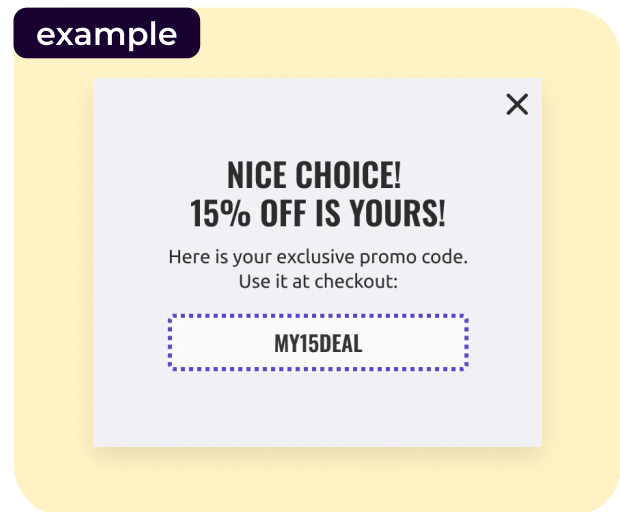 example
NICE CHOICE!
15% OFF IS YOURS!
Here is your exclusive promo code.
Use it at checkout:
MY15DEAL